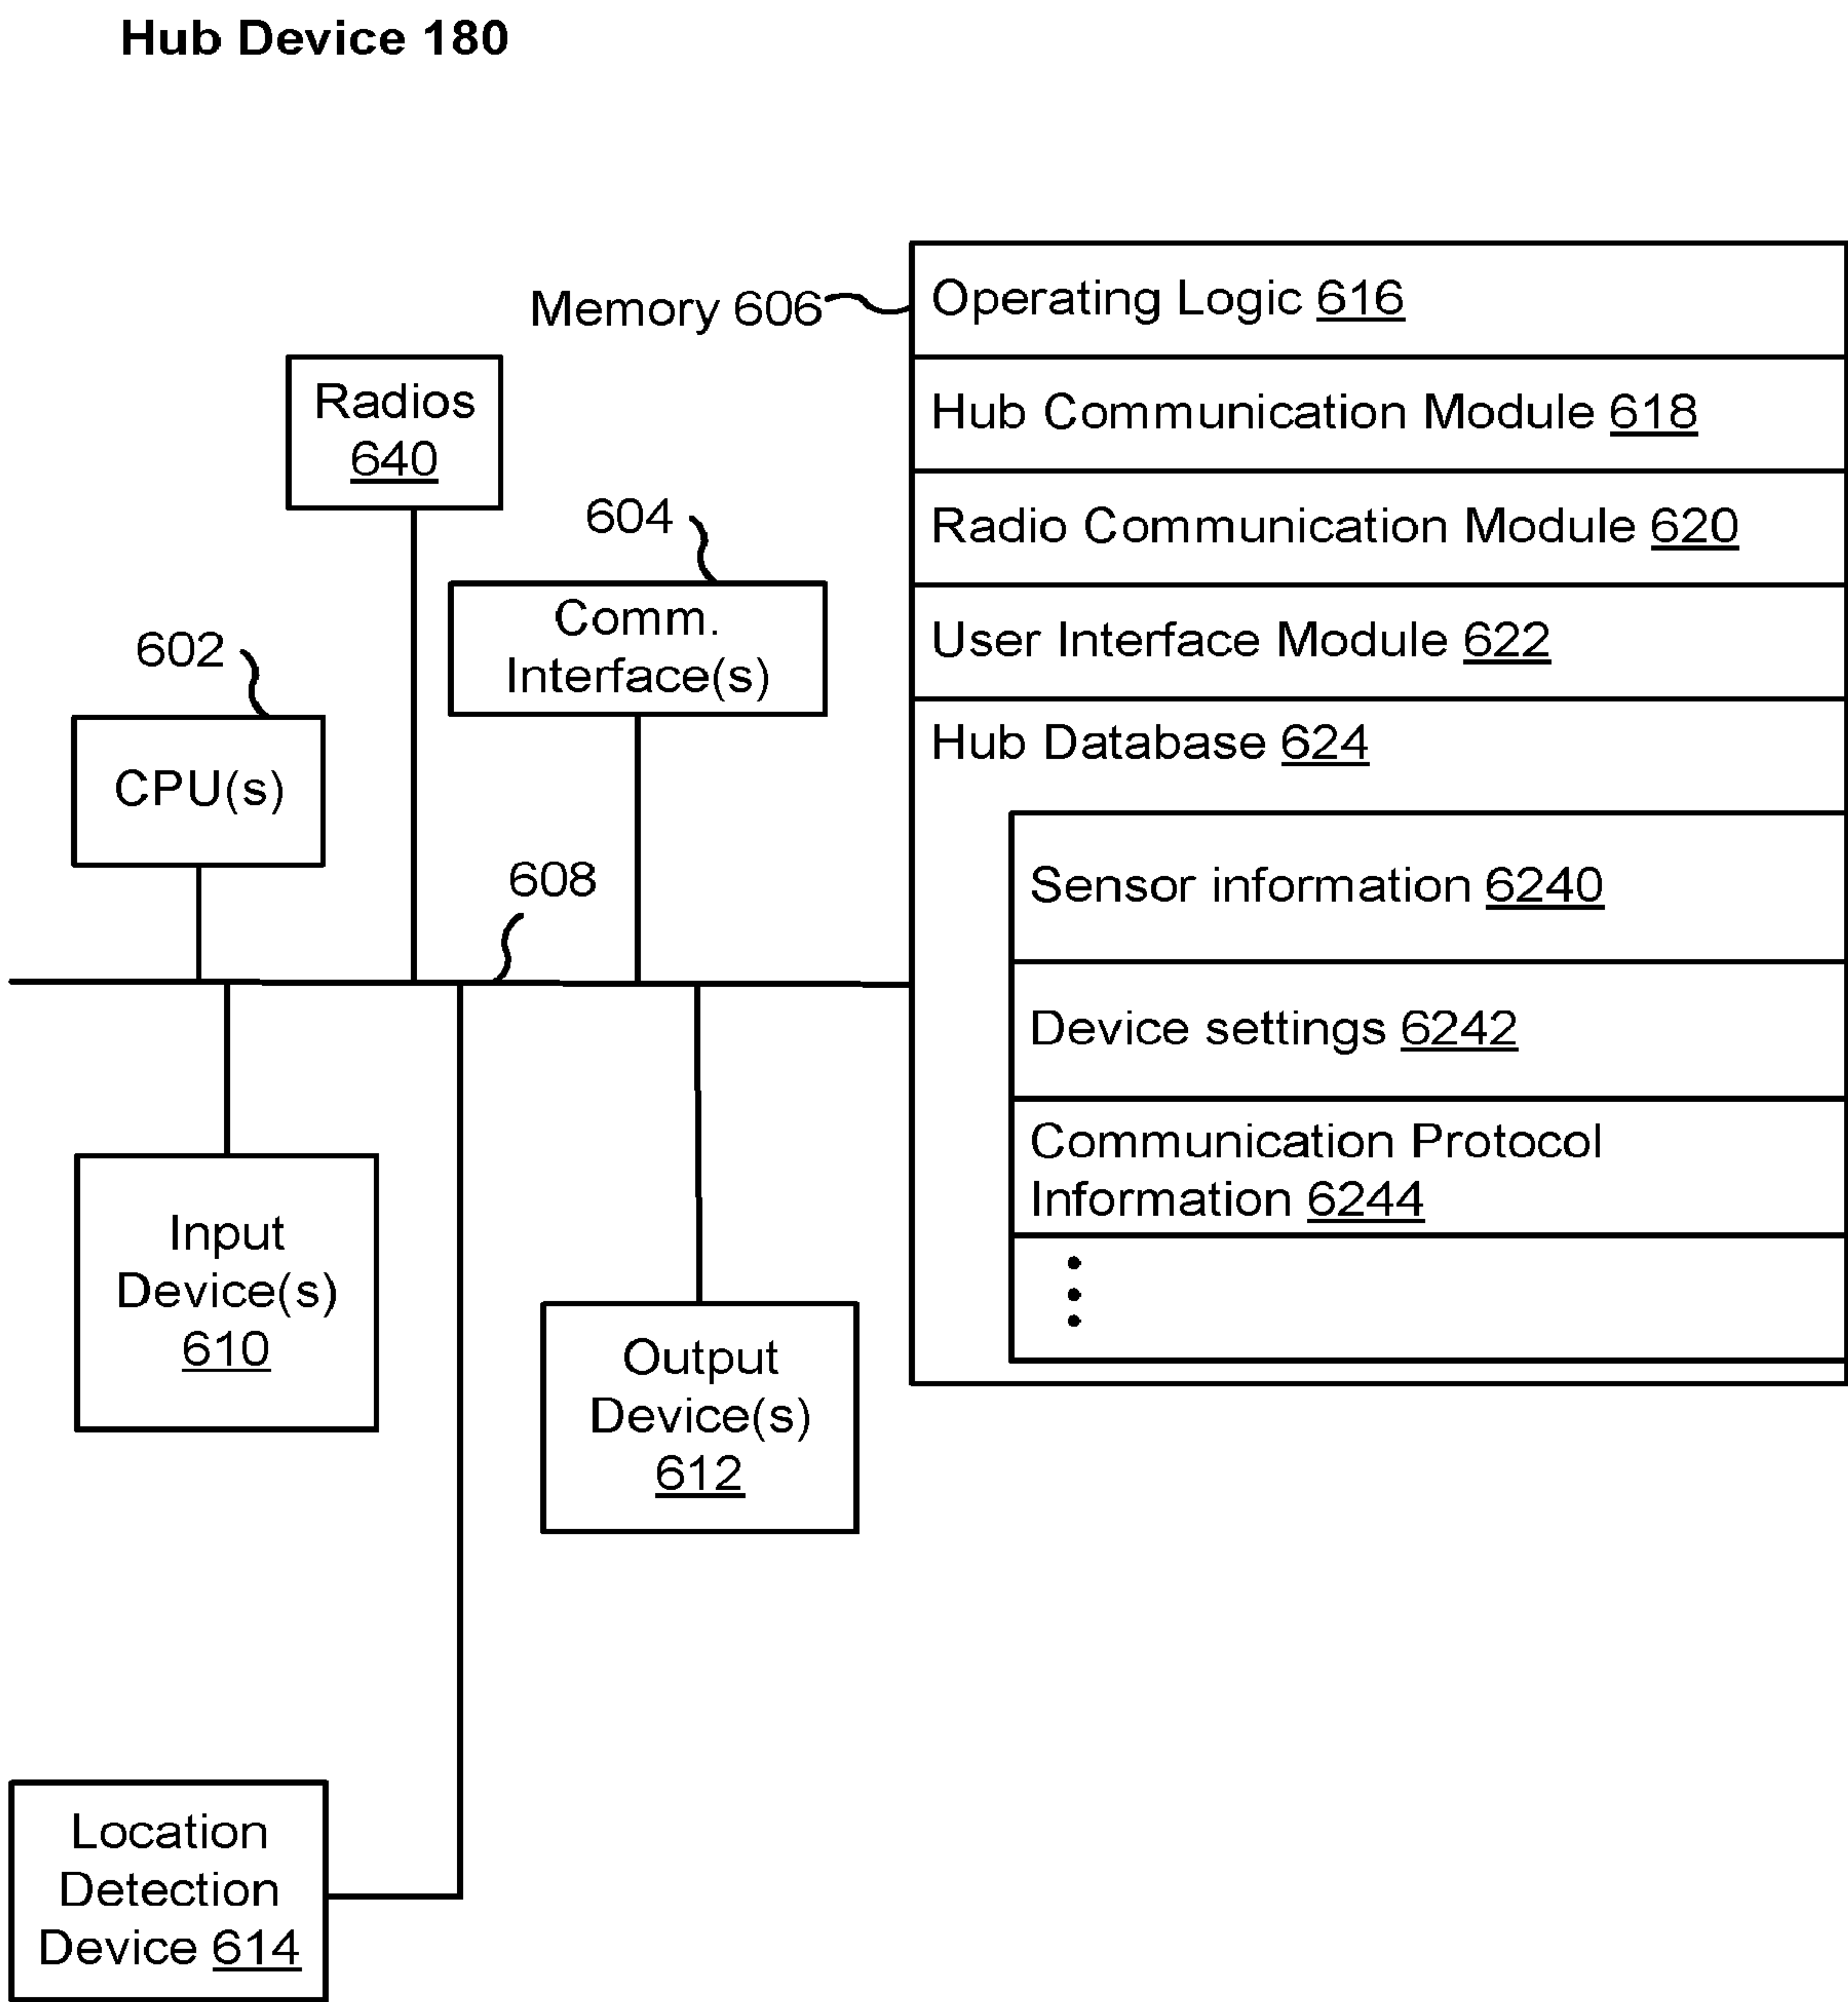 Hub Device 180
Memory 606
Operating Logic 616
Hub Communication Module 618
Radio Communication Module 620
User Interface Module 622
Hub Database 624
Sensor information 6240
Device settings 6242
Communication Protocol
Information 6244
Radios
640
604
Comm.
Interface(s)
602
CPU(s)
608
Input
Device(s)
610
Output
Device(s)
612
Location
Detection
Device 614